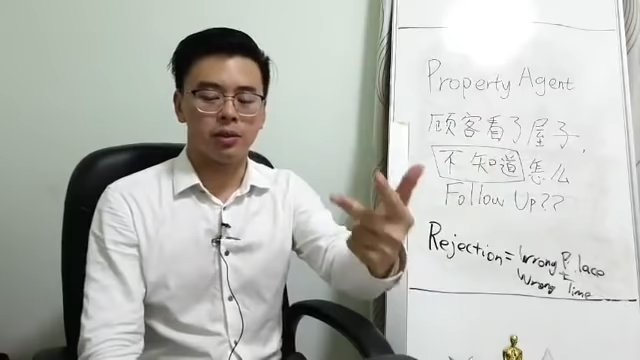 Property Agent
顾客看了屋子,
不知道怎么
Follow Up??
Rejection = Wrong Place
Wrong Time